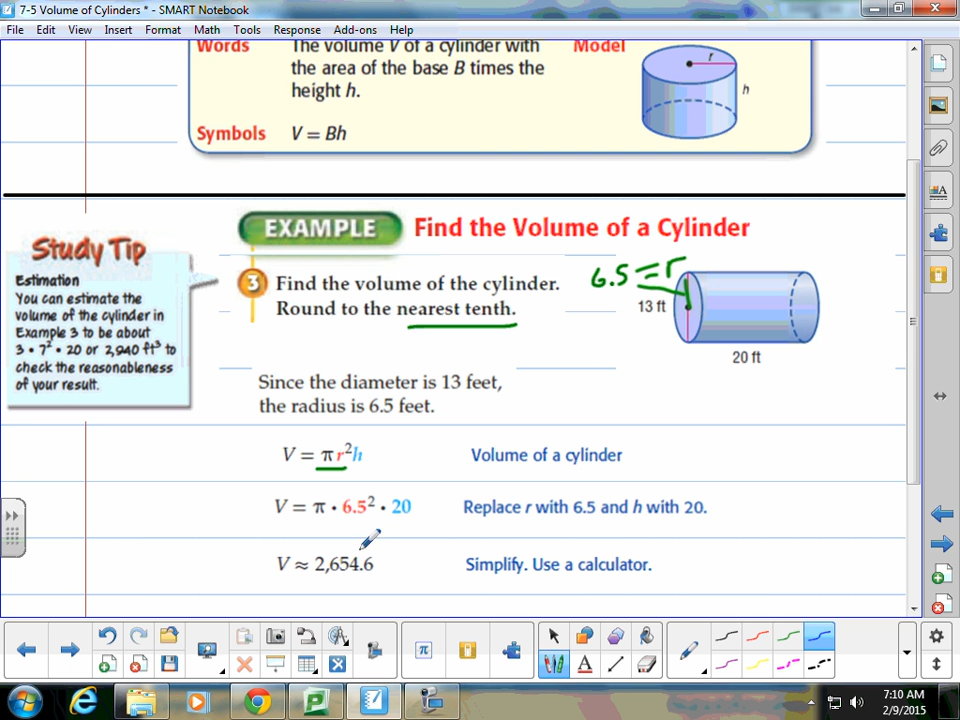 7-5 Volume of Cylinders * - SMART Notebook
File Edit View Insert Format Math Tools Response Add-ons Help
Words The volume V of a cylinder with Model
the area of the base B times the
height h.
r
h
Symbols V = Bh
EXAMPLE Find the Volume of a Cylinder
Study Tip
Estimation
You can estimate the
volume of the cylinder in
Example 3 to be about
3 • 7² • 20 or 2,940 ft³ to
check the reasonableness
of your result.
3 Find the volume of the cylinder.
Round to the nearest tenth.
6.5 = r
13 ft
20 ft
Since the diameter is 13 feet,
the radius is 6.5 feet.
V = πr²h Volume of a cylinder
V = π • 6.5² • 20 Replace r with 6.5 and h with 20.
V ≈ 2,654.6 Simplify. Use a calculator.
7:10 AM
2/9/2015